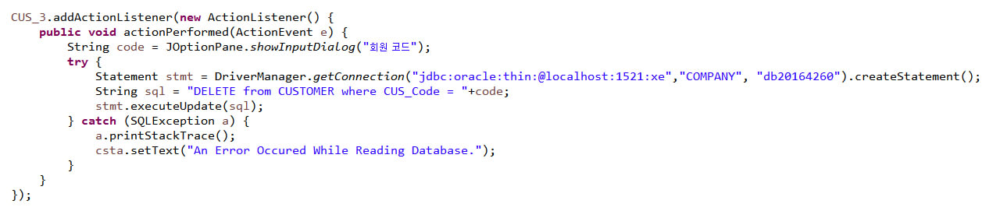 CUS_3.addActionListener(new ActionListener() {
    public void actionPerformed(ActionEvent e) {
        String code = JOptionPane.showInputDialog("회원 코드");
        try {
            Statement stmt = DriverManager.getConnection("jdbc:oracle:thin:@localhost:1521:xe","COMPANY", "db20164260").createStatement();
            String sql = "DELETE from CUSTOMER where CUS_Code = "+code;
            stmt.executeUpdate(sql);
        } catch (SQLException a) {
            a.printStackTrace();
            csta.setText("An Error Occured While Reading Database.");
        }
    }
});